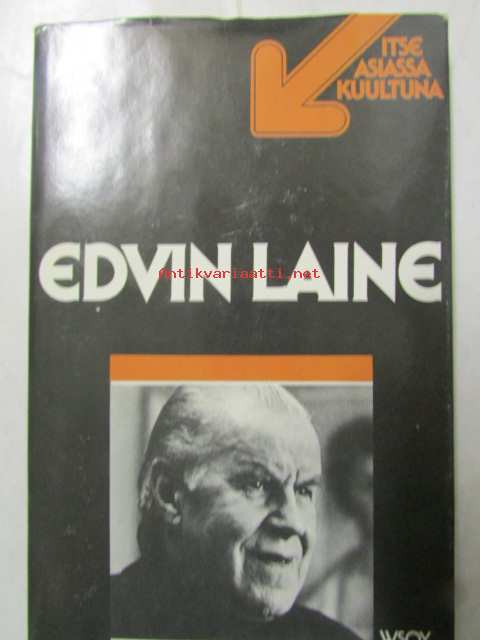 ITSE
ASIASSA
KUULTUNA
EDVIN LAINE
Antikvariaatti.net
WSOY